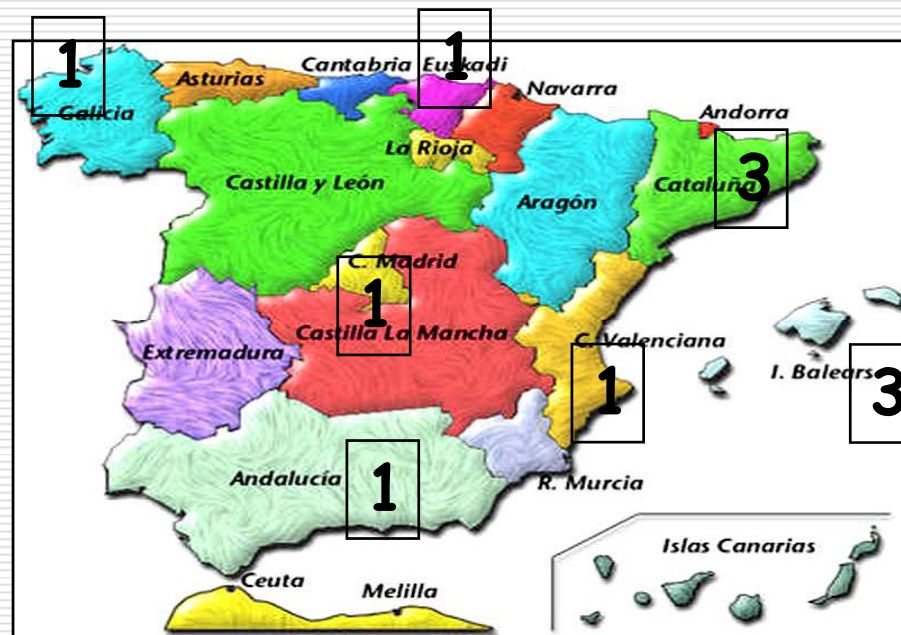 1
1
Cantabria Euskadi
Asturias
Navarra
Galicia
Andorra
La Rioja
Castilla y León
Cataluña
3
Aragón
C. Madrid
1
Castilla La Mancha
C. Valenciana
Extremadura
I. Balears
3
1
Andalucía
1
R. Murcia
Islas Canarias
Ceuta
Melilla